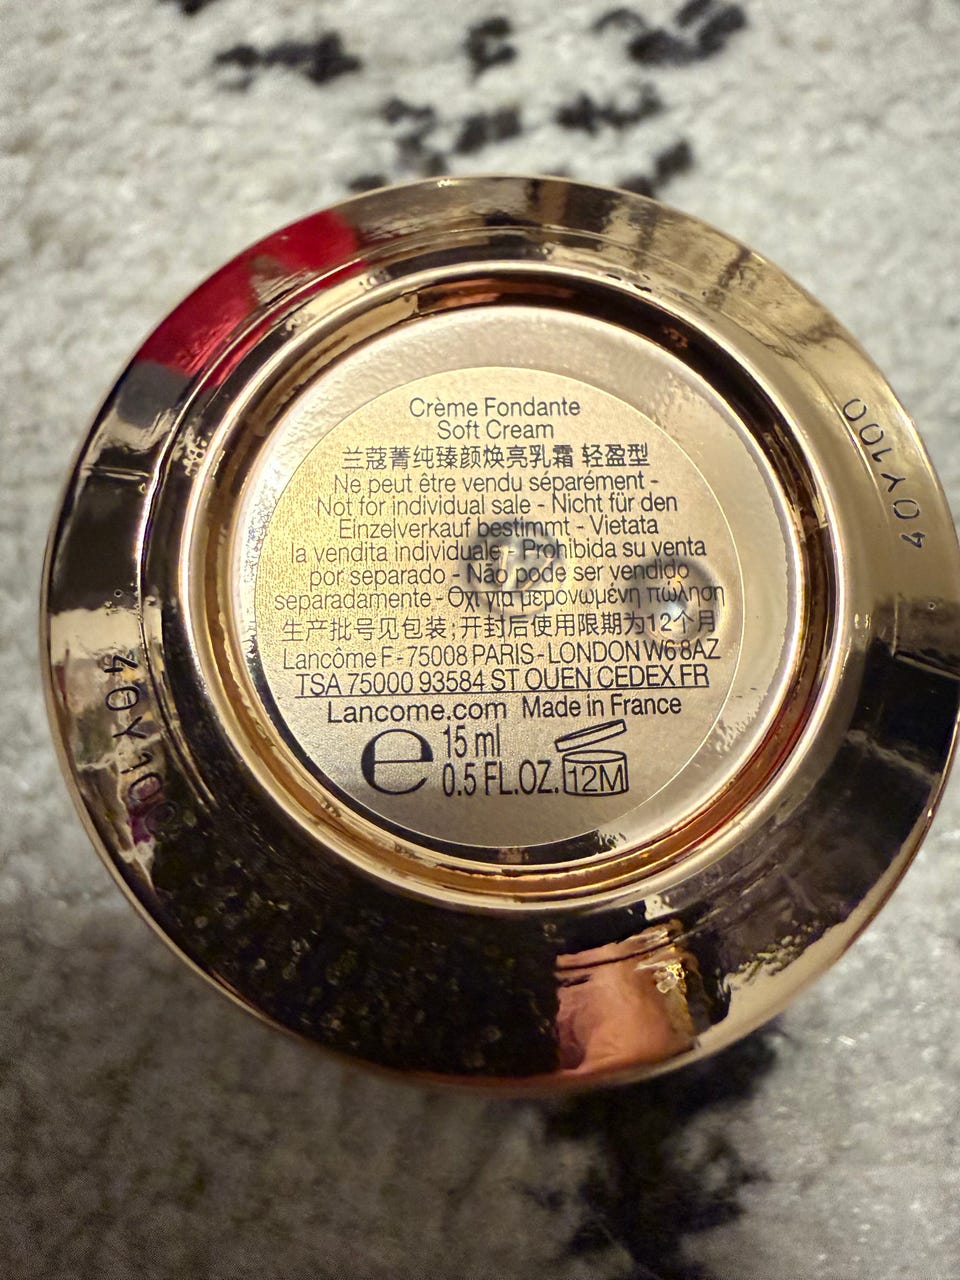 Crème Fondante
Soft Cream
兰蔻菁纯臻颜焕亮乳霜 轻盈型
Ne peut être vendu séparément -
Not for individual sale - Nicht für den
Einzelverkauf bestimmt - Vietata
la vendita individuale - Prohibida su venta
por separado - Não pode ser vendido
separadamente - Όχι για μεμονωμένη πώληση
生产批号见包装;开封后使用限期为12个月
Lancôme F - 75008 PARIS - LONDON W6 8AZ
TSA 75000 93584 ST OUEN CEDEX FR
Lancome.com Made in France
e 15 ml
0.5 FL.OZ. 12M
40Y100
40Y100